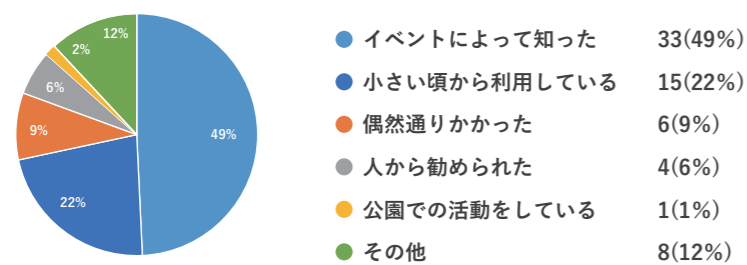 12%
2%
6%
9%
22%
49%
イベントによって知った 33(49%)
小さい頃から利用している 15(22%)
偶然通りかかった 6(9%)
人から勧められた 4(6%)
公園での活動をしている 1(1%)
その他 8(12%)